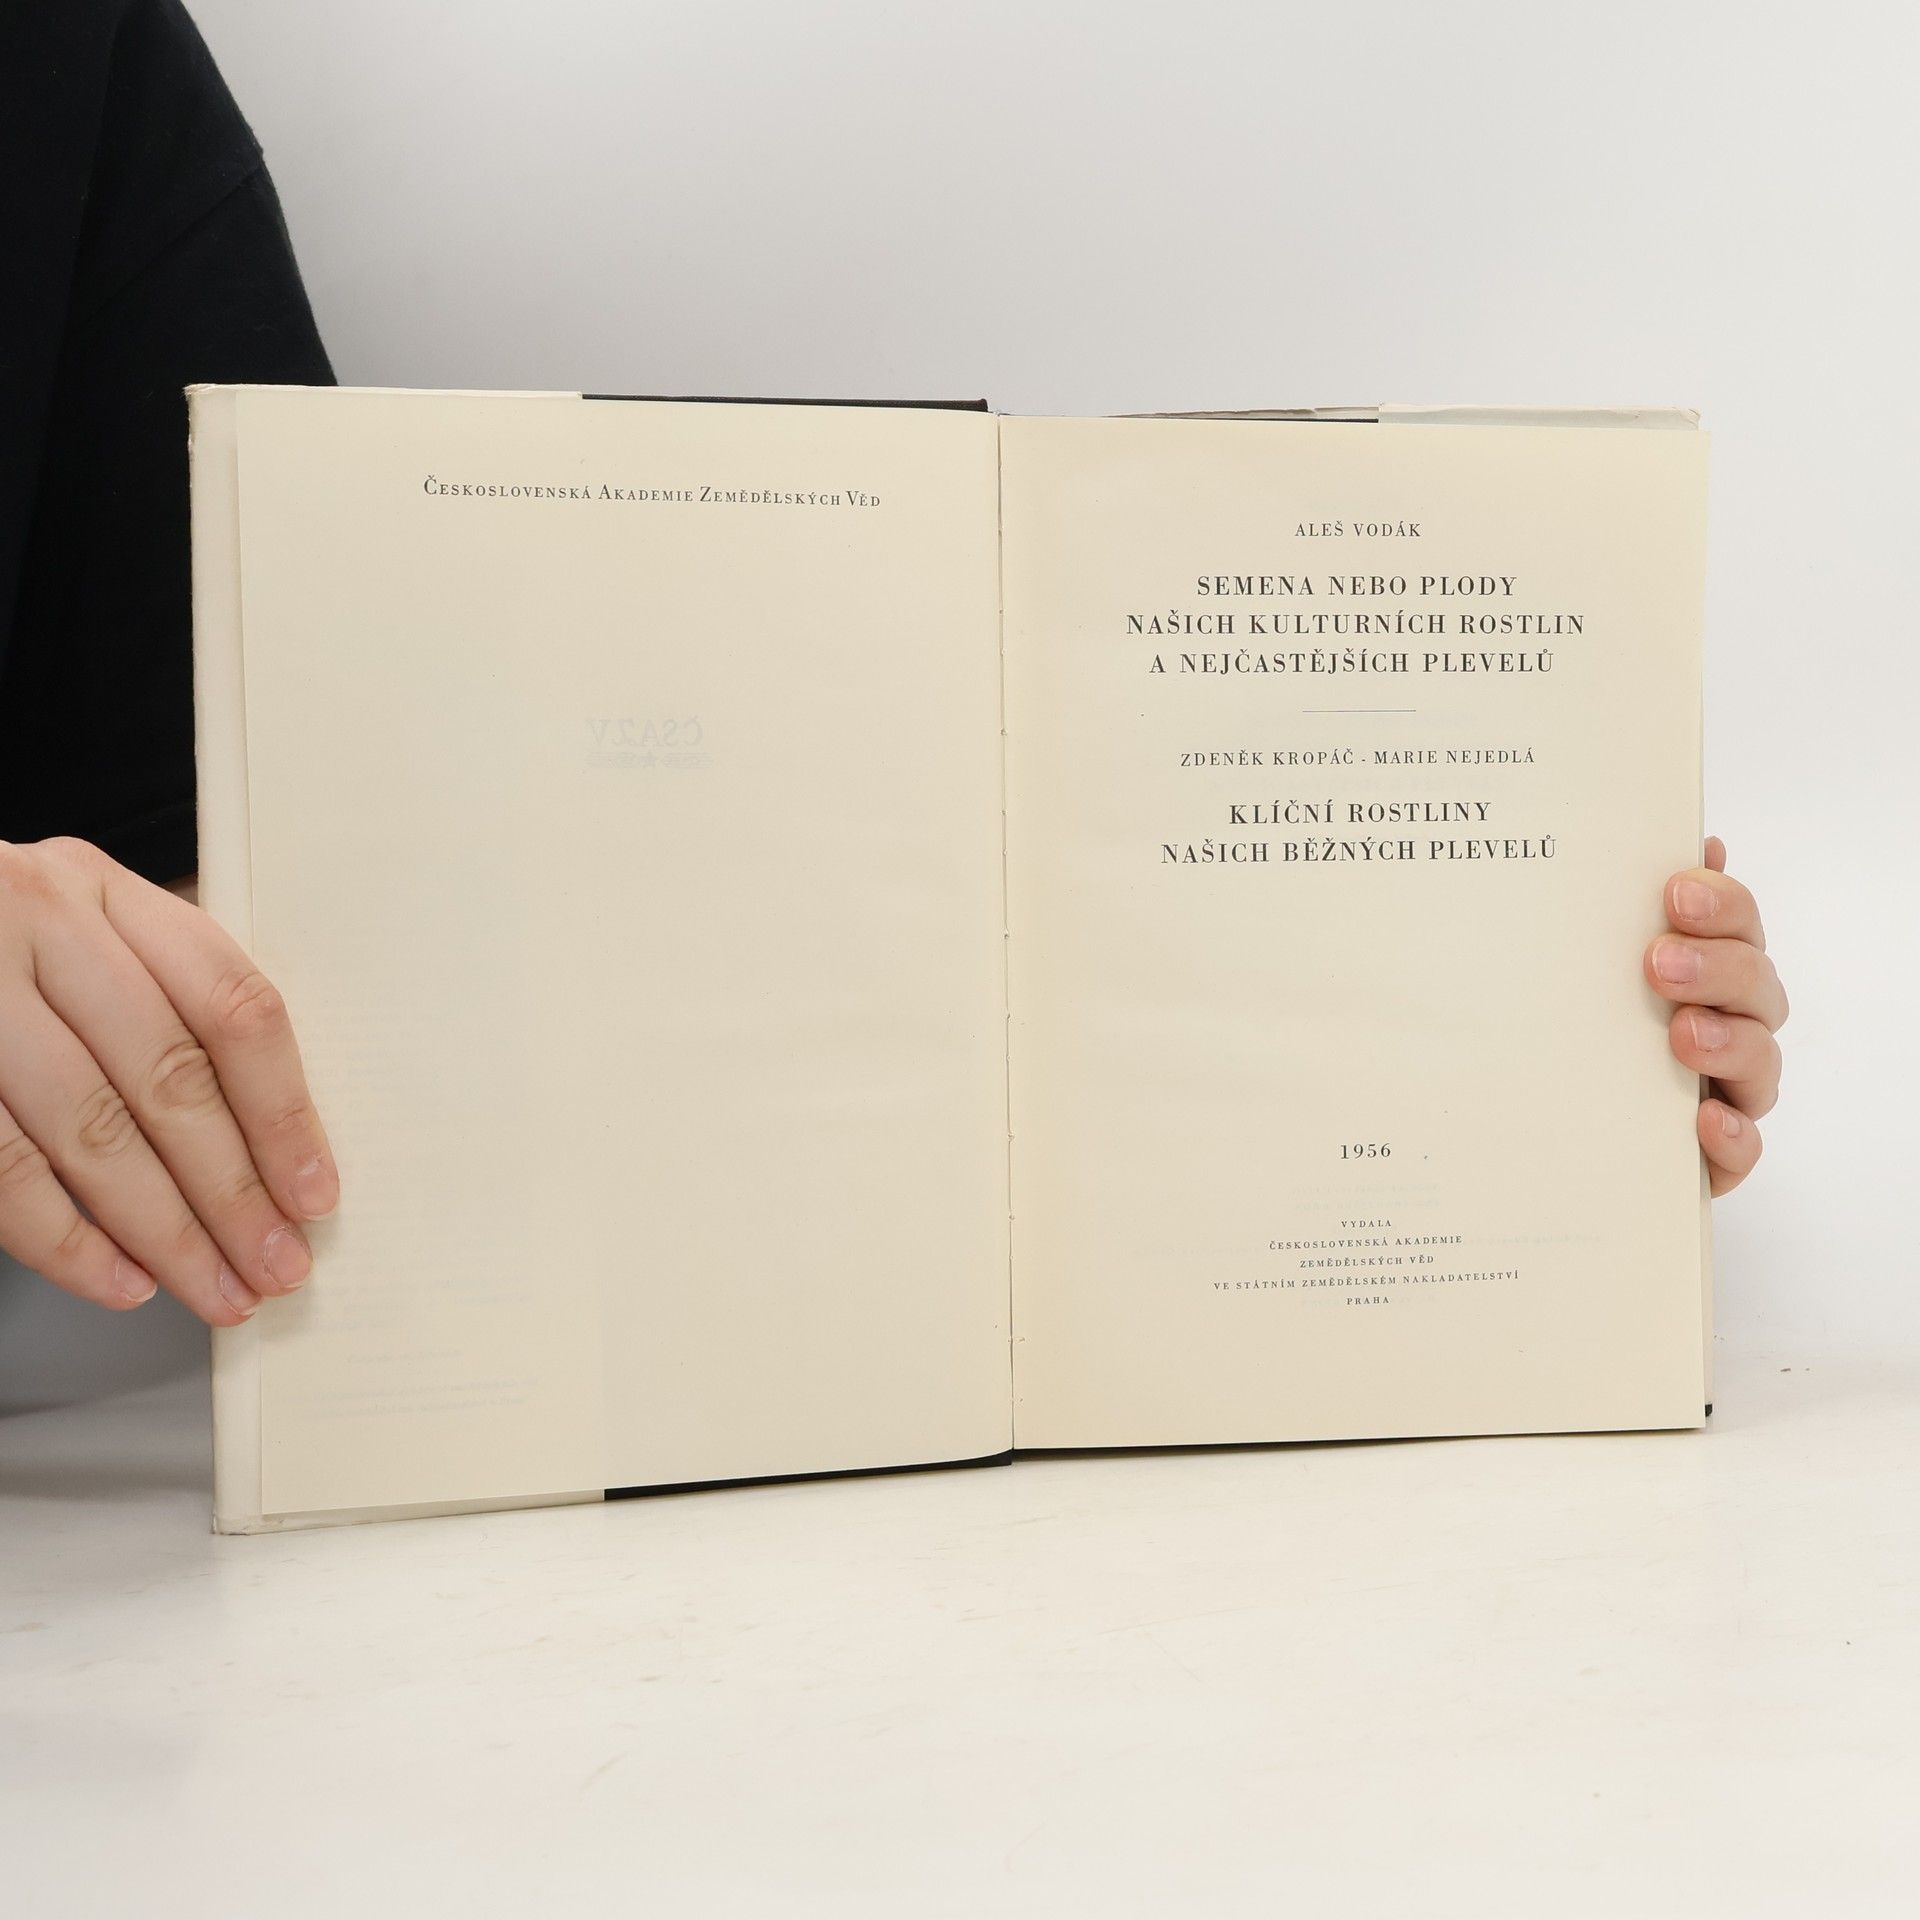 Československá Akademie Zemědělských Věd
ČSAZV
ALEŠ VODÁK
SEMENA NEBO PLODY
NAŠICH KULTURNÍCH ROSTLIN
A NEJČASTĚJŠÍCH PLEVELŮ
ZDENĚK KROPÁČ - MARIE NEJEDLÁ
KLÍČNÍ ROSTLINY
NAŠICH BĚŽNÝCH PLEVELŮ
1956
VYDALA
ČESKOSLOVENSKÁ AKADEMIE
ZEMĚDĚLSKÝCH VĚD
VE STÁTNÍM ZEMĚDĚLSKÉM NAKLADATELSTVÍ
PRAHA